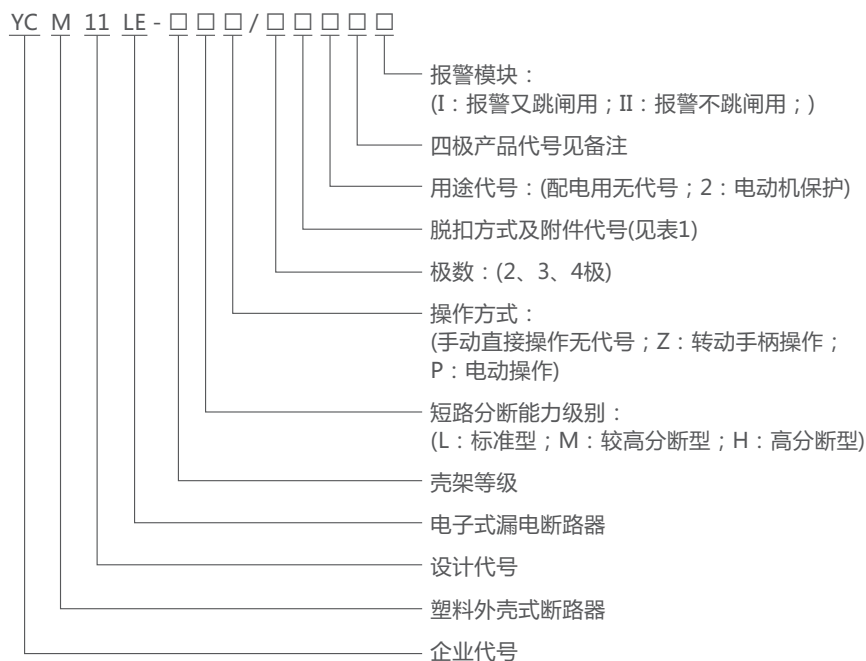 YC M 11 LE - □ □ □ / □ □ □ □ □
报警模块：
(I：报警又跳闸用；II：报警不跳闸用；)
四极产品代号见备注
用途代号：(配电用无代号；2：电动机保护)
脱扣方式及附件代号(见表1)
极数：(2、3、4极)
操作方式：
(手动直接操作无代号；Z：转动手柄操作；
P：电动操作)
短路分断能力级别：
(L：标准型；M：较高分断型；H：高分断型)
壳架等级
电子式漏电断路器
设计代号
塑料外壳式断路器
企业代号